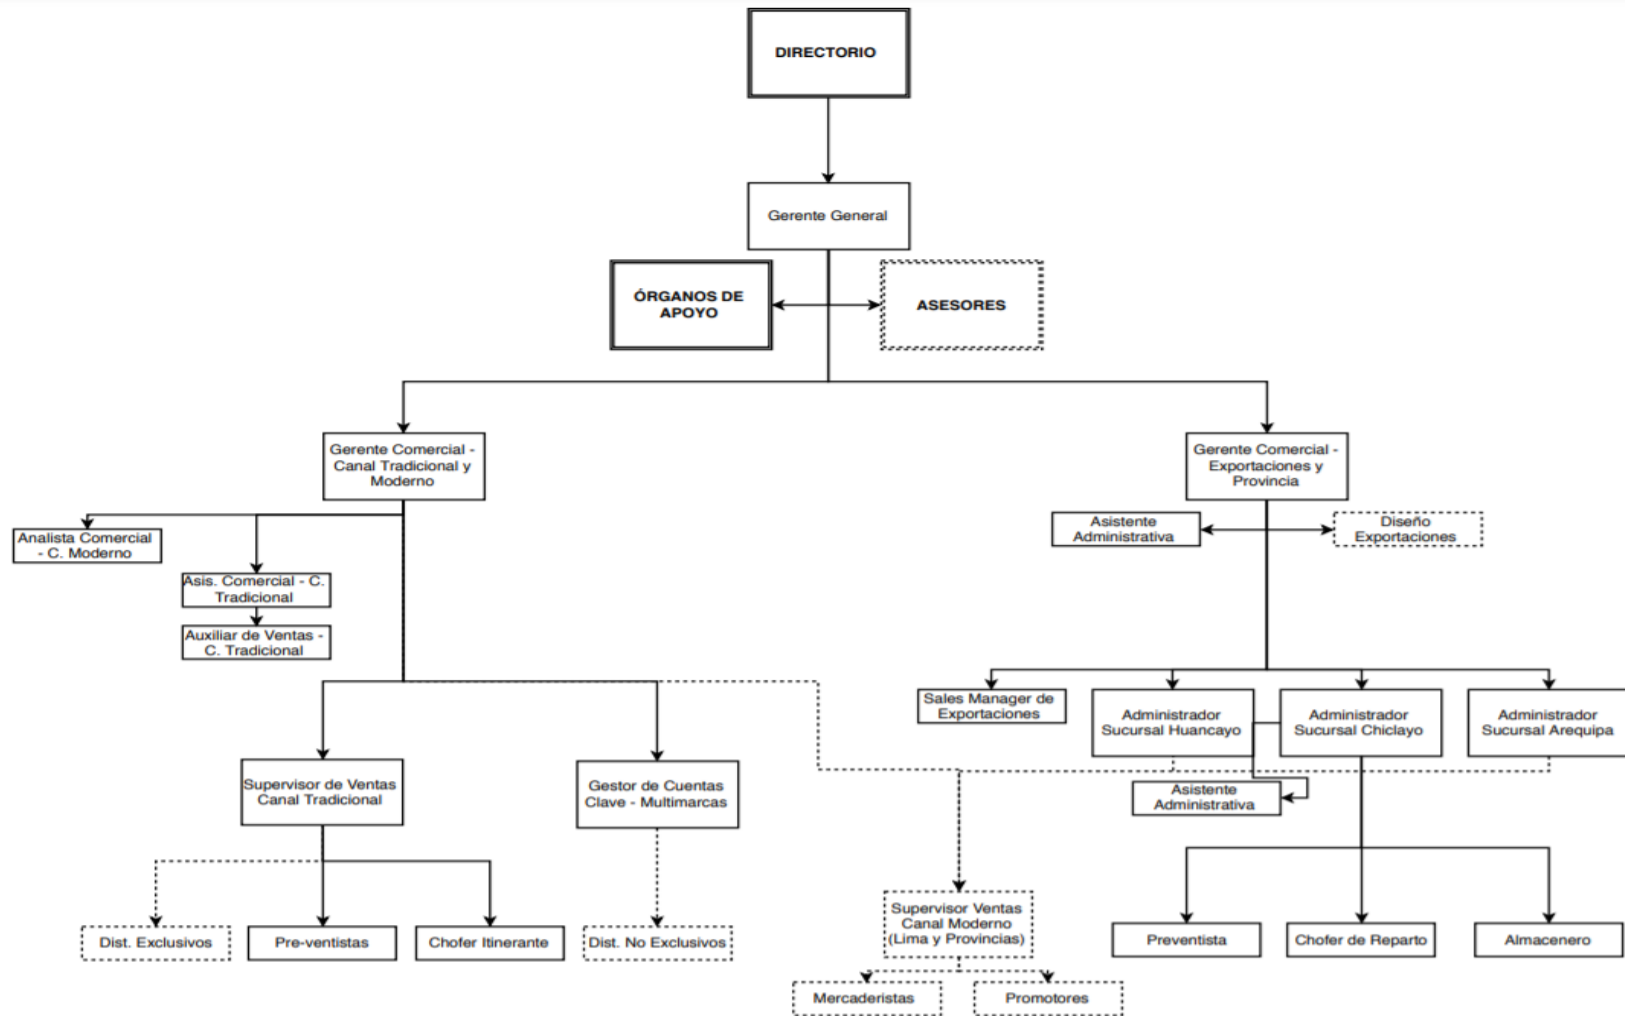 DIRECTORIO
Gerente General
ÓRGANOS DE
APOYO
ASESORES
Gerente Comercial -
Canal Tradicional y
Moderno
Gerente Comercial -
Exportaciones y
Provincia
Analista Comercial
- C. Moderno
Asis. Comercial - C.
Tradicional
Auxiliar de Ventas -
C. Tradicional
Asistente
Administrativa
Diseño
Exportaciones
Sales Manager de
Exportaciones
Administrador
Sucursal Huancayo
Administrador
Sucursal Chiclayo
Administrador
Sucursal Arequipa
Supervisor de Ventas
Canal Tradicional
Gestor de Cuentas
Clave - Multimarcas
Asistente
Administrativa
Dist. Exclusivos
Pre-ventistas
Chofer Itinerante
Dist. No Exclusivos
Supervisor Ventas
Canal Moderno
(Lima y Provincias)
Preventista
Chofer de Reparto
Almacenero
Mercaderistas
Promotores